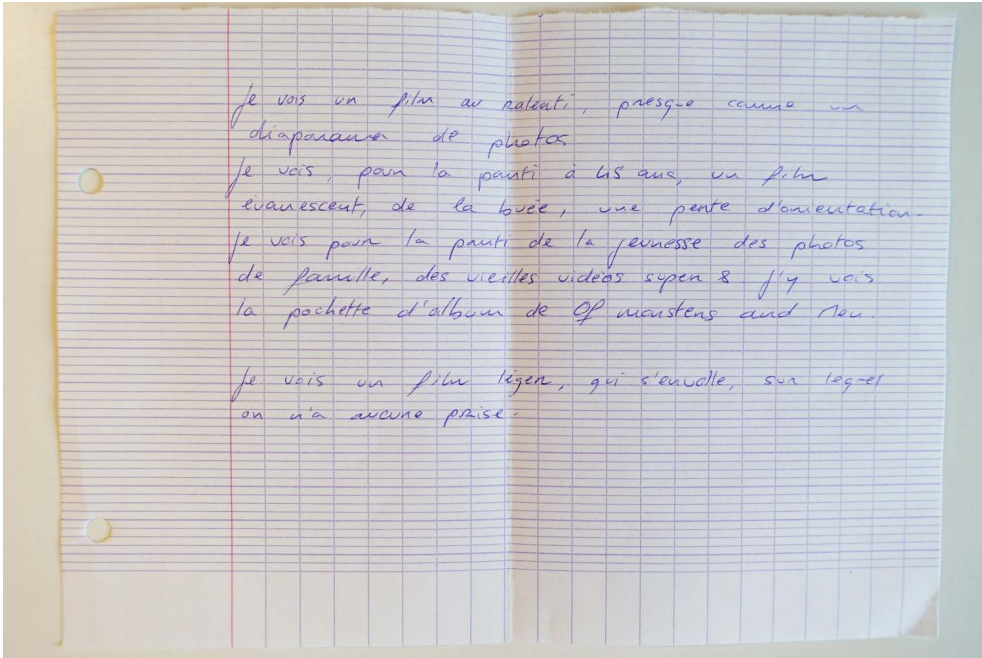 Je vois un film au ralenti, presque comme un
diaporama de photos
Je vois, pour la parti à 45 ans, un film
évanescent, de la buée, une perte d'orientation.
Je vois pour la parti de la jeunesse des photos
de famille, des vieilles vidéos super 8. J'y vois
la pochette d'album de Of monsters and Men.
Je vois un film léger, qui s'envolle, sur lequel
on n'a aucune prise.